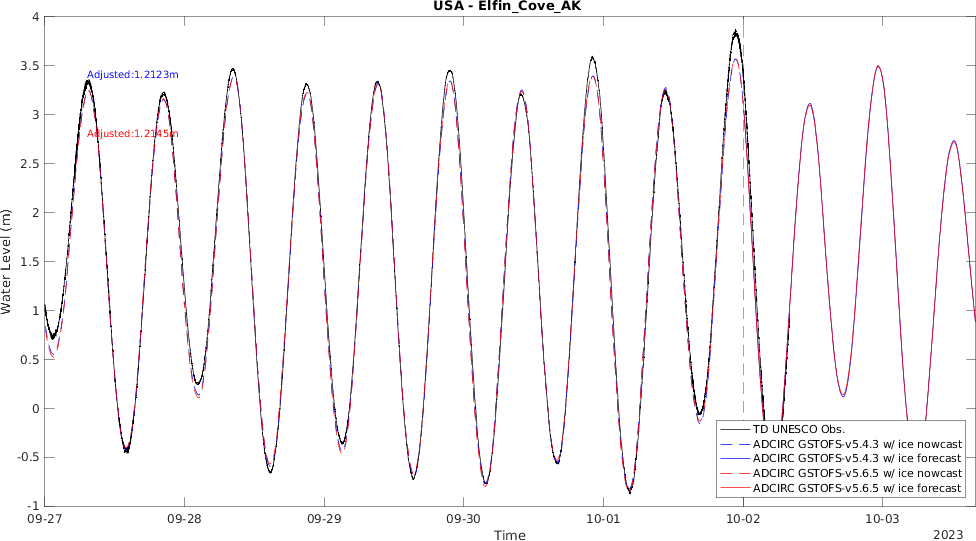 USA - Elfin_Cove_AK
4
3.5
3
2.5
2
1.5
1
0.5
0
-0.5
-1
Water Level (m)
Adjusted:1.2123m
Adjusted:1.2145m
TD UNESCO Obs.
ADCIRC GSTOFS-v5.4.3 w/ ice nowcast
ADCIRC GSTOFS-v5.4.3 w/ ice forecast
ADCIRC GSTOFS-v5.6.5 w/ ice nowcast
ADCIRC GSTOFS-v5.6.5 w/ ice forecast
09-27 09-28 09-29 09-30 10-01 10-02 10-03
Time
2023